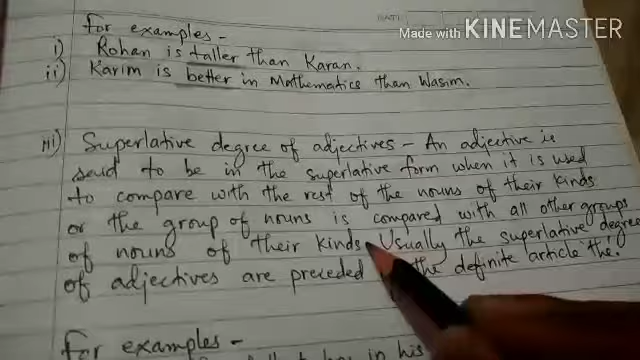 DATE
Made with KINEMASTER
for examples -
i) Rohan is taller than Karan.
ii) Karim is better in Mathematics than Wasim.
iii) Superlative degree of adjectives - An adjective is
said to be in the superlative form when it is used
to compare with the rest of the nouns of their kinds
or the group of nouns is compared with all other groups
of nouns of their kinds. Usually the superlative degree
of adjectives are preceded the definite article 'the'.
for examples -
in his